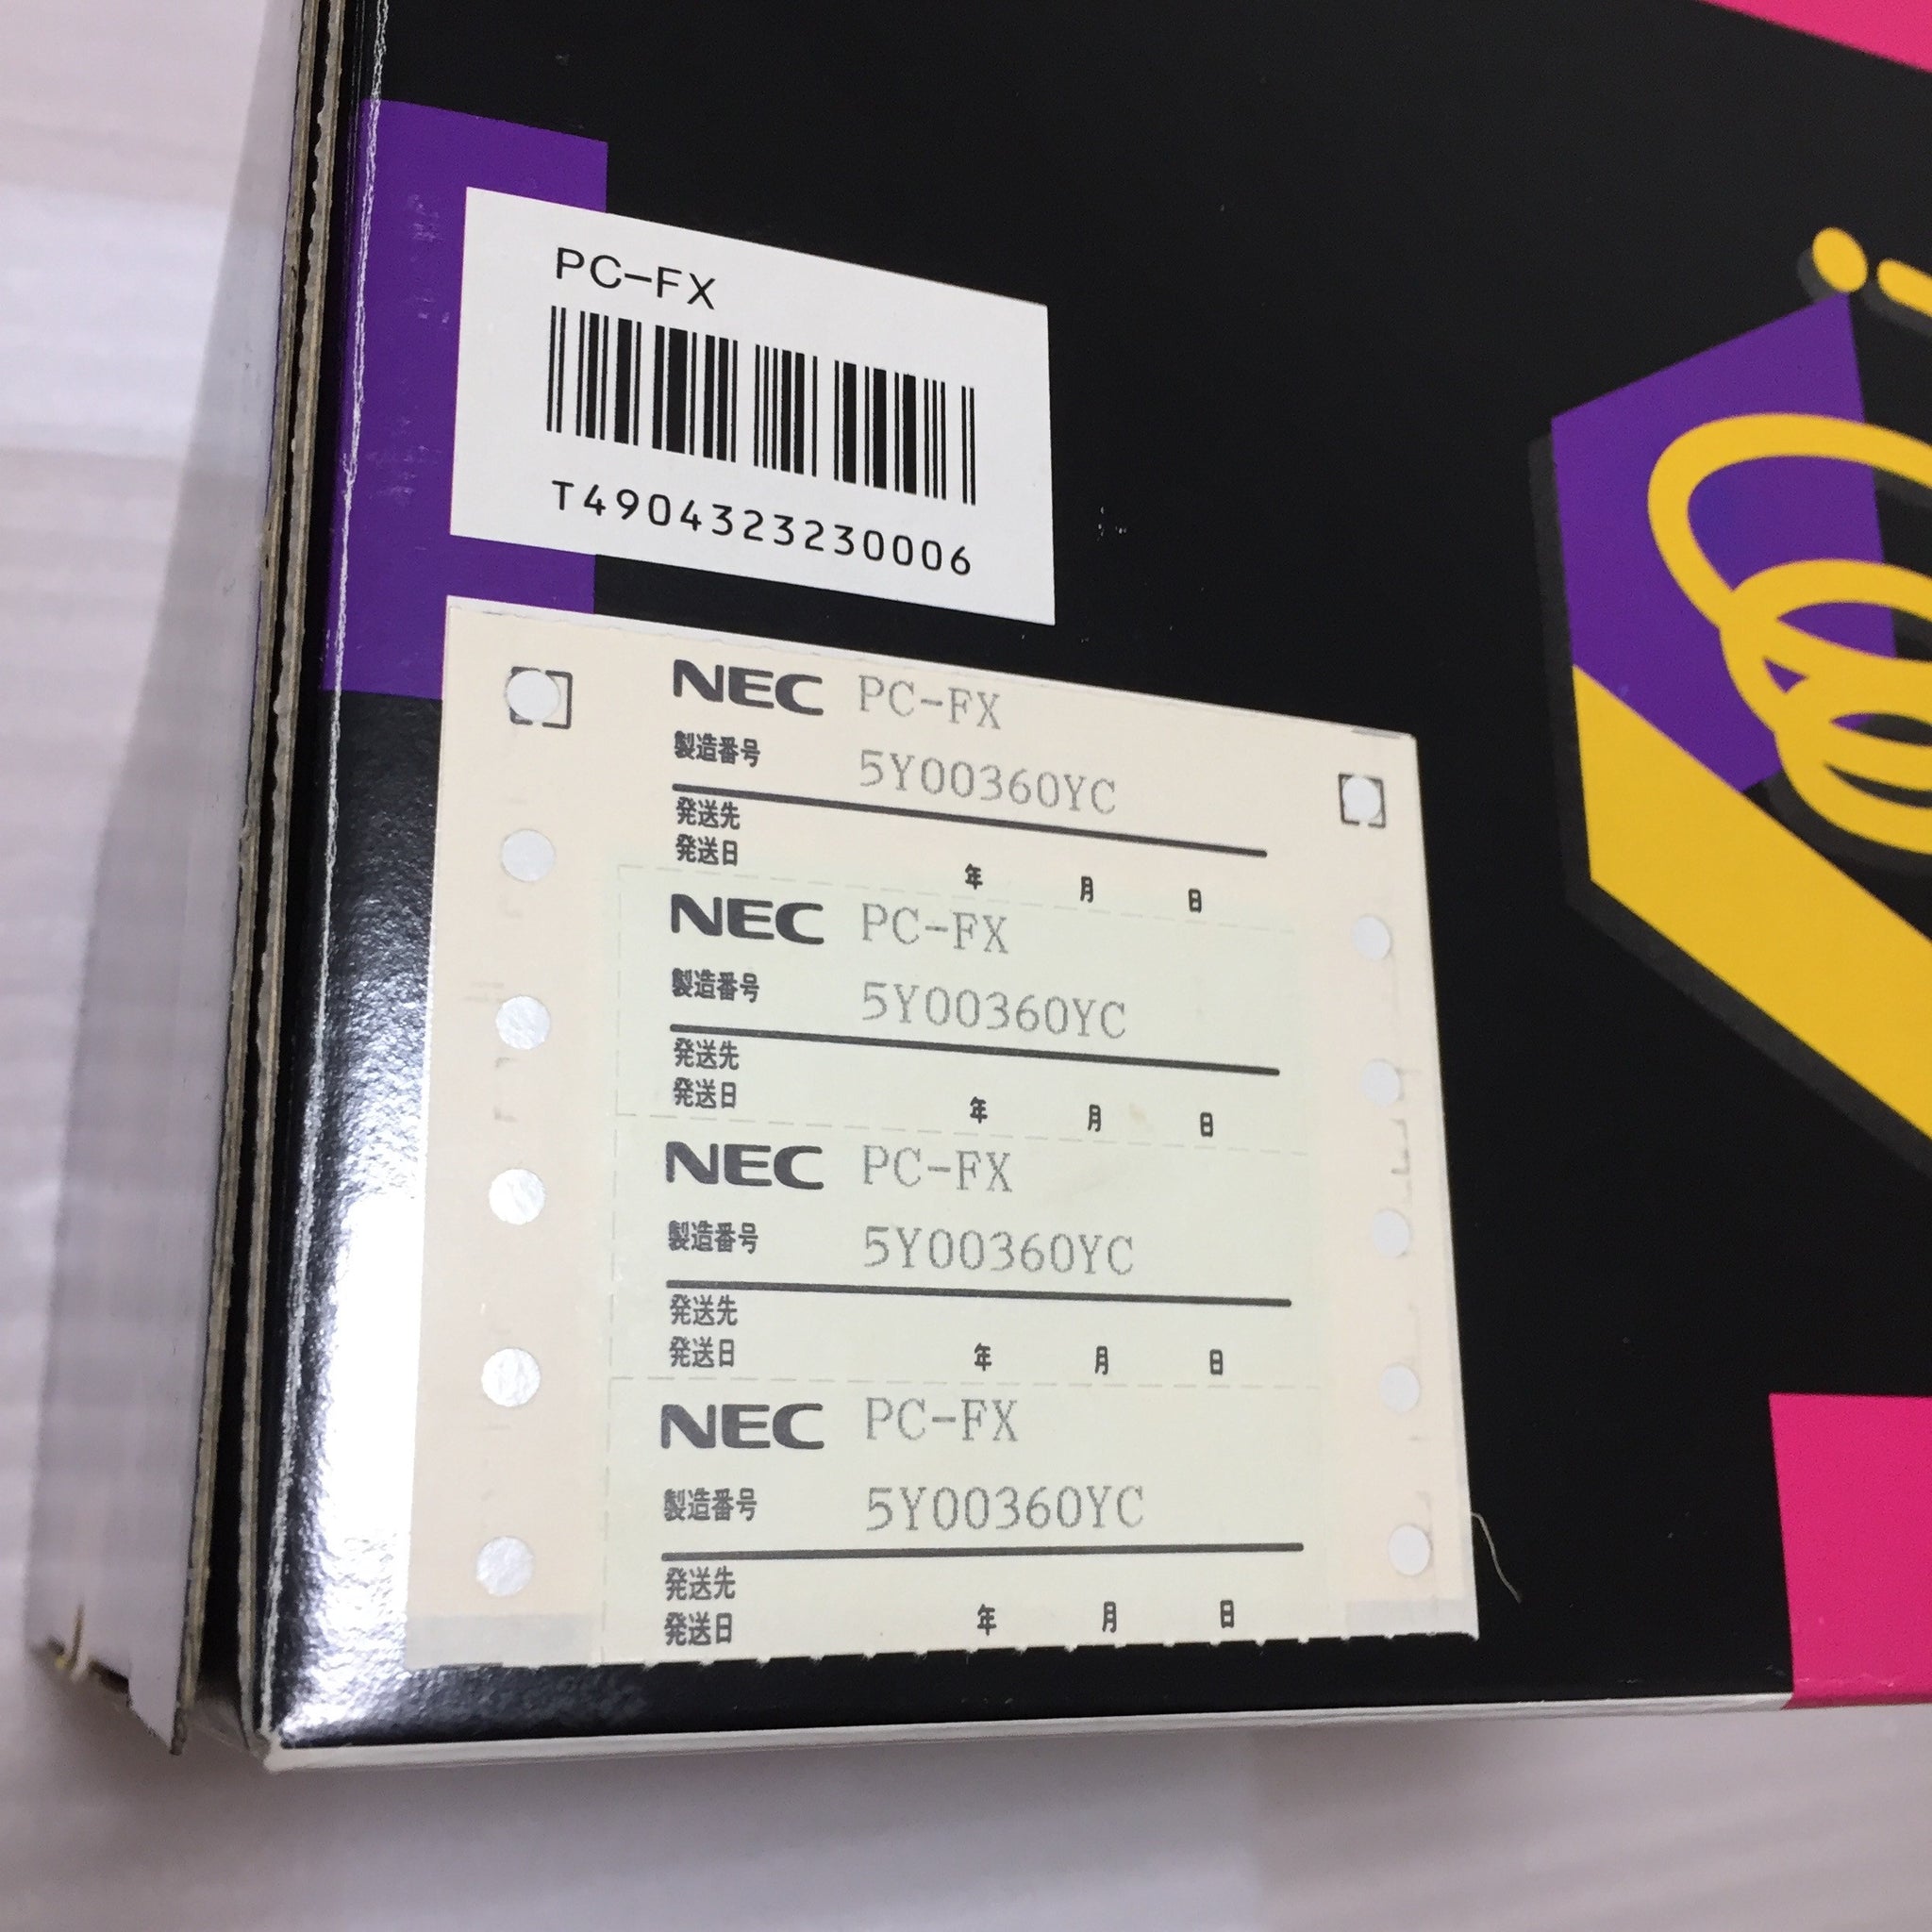 PC-FX
T4904323230006
NEC PC-FX
製造番号 5Y00360YC
発送先
発送日 年 月 日
NEC PC-FX
製造番号 5Y00360YC
発送先
発送日 年 月 日
NEC PC-FX
製造番号 5Y00360YC
発送先
発送日 年 月 日
NEC PC-FX
製造番号 5Y00360YC
発送先
発送日 年 月 日